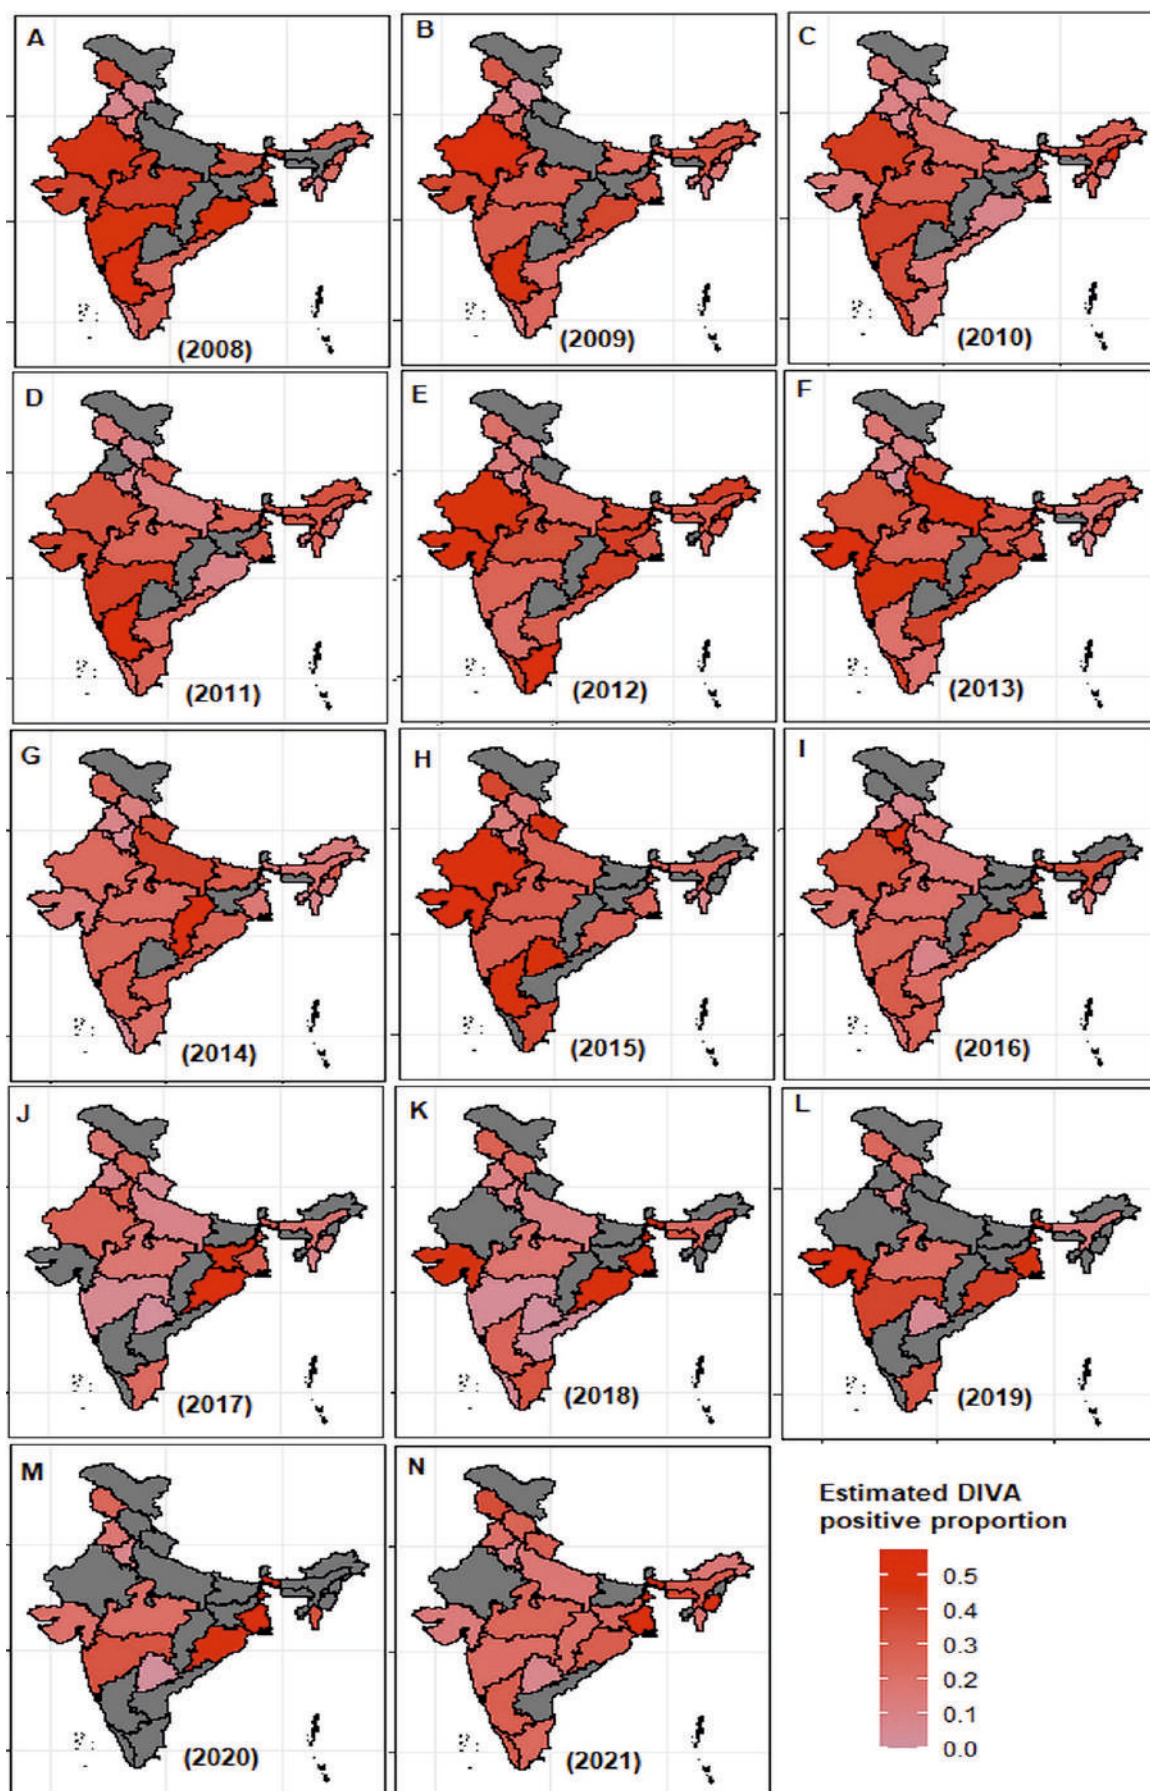 A
B
C
(2008)
(2009)
(2010)
D
E
F
(2011)
(2012)
(2013)
G
H
I
(2014)
(2015)
(2016)
J
K
L
(2017)
(2018)
(2019)
M
N
Estimated DIVA
positive proportion
0.5
0.4
0.3
0.2
0.1
0.0
(2020)
(2021)